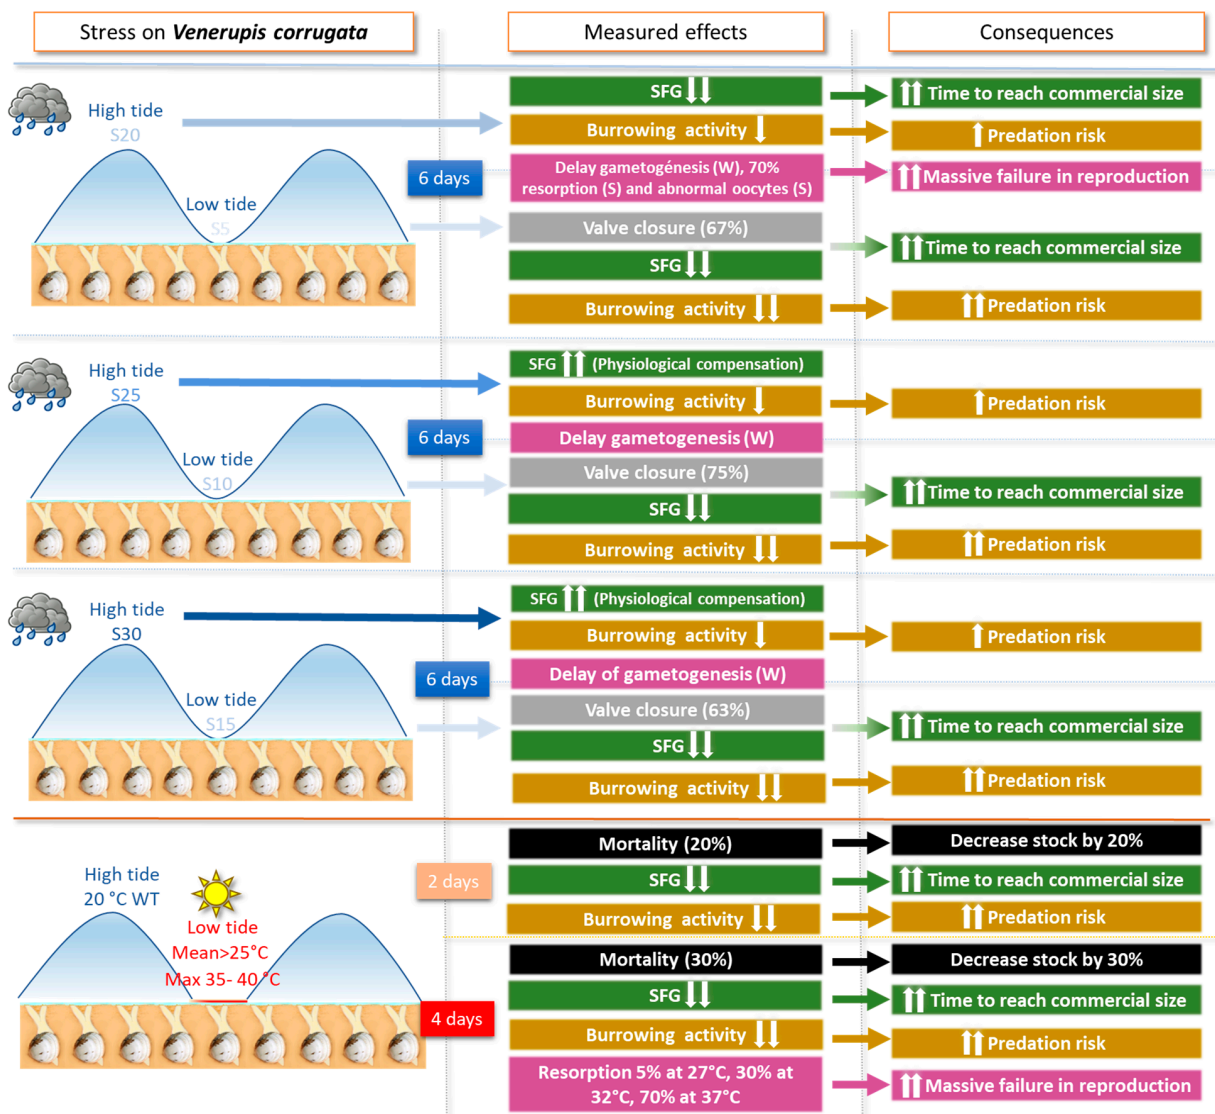 Stress on Venerupis corrugata
Measured effects
Consequences
High tide
S20
Low tide
S5
6 days
SFG ↓↓
Burrowing activity ↓
Delay gametogénesis (W), 70%
resorption (S) and abnormal oocytes (S)
Valve closure (67%)
SFG ↓↓
Burrowing activity ↓↓
↑↑ Time to reach commercial size
↑ Predation risk
↑↑ Massive failure in reproduction
↑↑ Time to reach commercial size
↑↑ Predation risk
High tide
S25
Low tide
S10
6 days
SFG ↑↑ (Physiological compensation)
Burrowing activity ↓
Delay gametogenesis (W)
Valve closure (75%)
SFG ↓↓
Burrowing activity ↓↓
↑ Predation risk
↑↑ Time to reach commercial size
↑↑ Predation risk
High tide
S30
Low tide
S15
6 days
SFG ↑↑ (Physiological compensation)
Burrowing activity ↓
Delay of gametogenesis (W)
Valve closure (63%)
SFG ↓↓
Burrowing activity ↓↓
↑ Predation risk
↑↑ Time to reach commercial size
↑↑ Predation risk
High tide
20 °C WT
Low tide
Mean>25°C
Max 35- 40 °C
2 days
Mortality (20%)
SFG ↓↓
Burrowing activity ↓↓
Decrease stock by 20%
↑↑ Time to reach commercial size
↑↑ Predation risk
4 days
Mortality (30%)
SFG ↓↓
Burrowing activity ↓↓
Resorption 5% at 27°C, 30% at
32°C, 70% at 37°C
Decrease stock by 30%
↑↑ Time to reach commercial size
↑↑ Predation risk
↑↑ Massive failure in reproduction